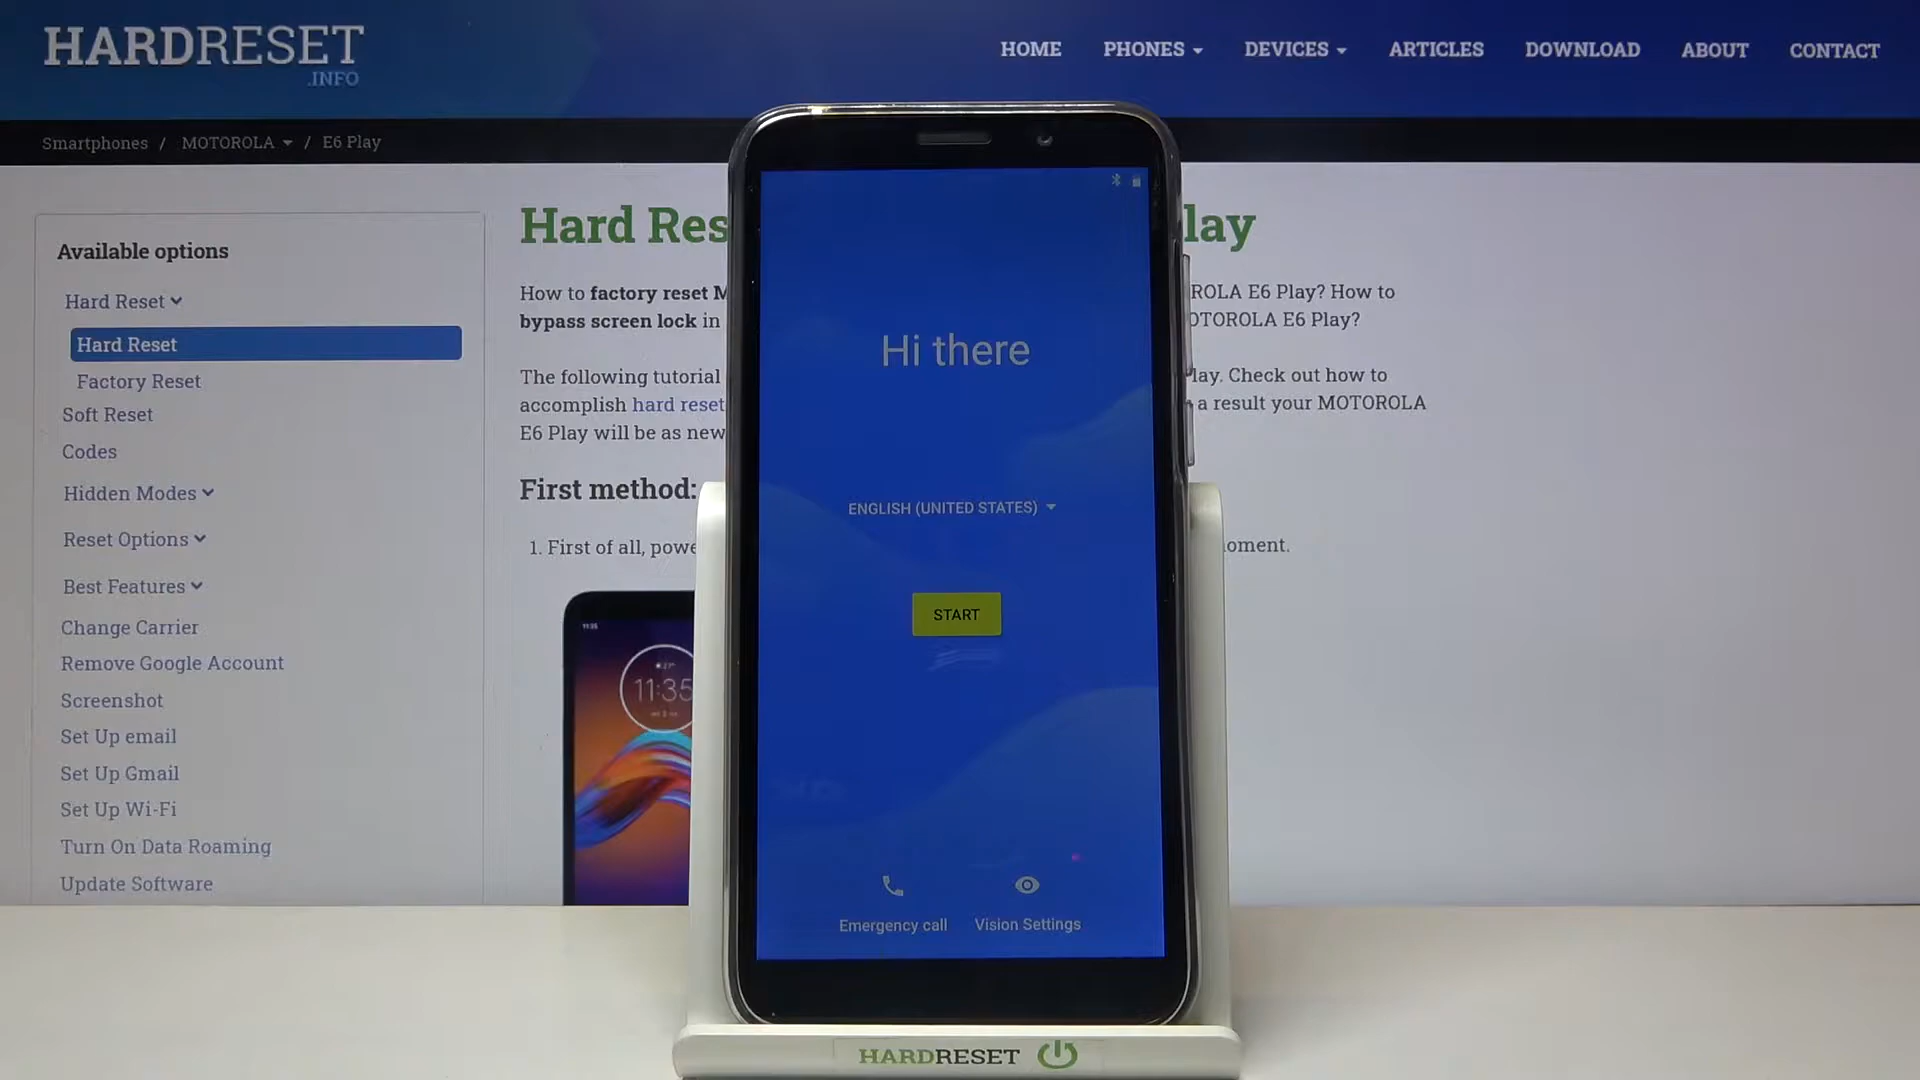 HARDRESET
.INFO
HOME PHONES DEVICES ARTICLES DOWNLOAD ABOUT CONTACT
Smartphones / MOTOROLA / E6 Play
Available options
Hard Reset
Hard Reset
Factory Reset
Soft Reset
Codes
Hidden Modes
Reset Options
Best Features
Change Carrier
Remove Google Account
Screenshot
Set Up email
Set Up Gmail
Set Up Wi-Fi
Turn On Data Roaming
Update Software
Hard Res lay
How to factory reset M ROLA E6 Play? How to
bypass screen lock in OTOROLA E6 Play?
The following tutorial lay. Check out how to
accomplish hard reset a result your MOTOROLA
E6 Play will be as new
First method:
1. First of all, powe oment.
11:35
11:35
Hi there
ENGLISH (UNITED STATES)
START
Emergency call Vision Settings
HARDRESET